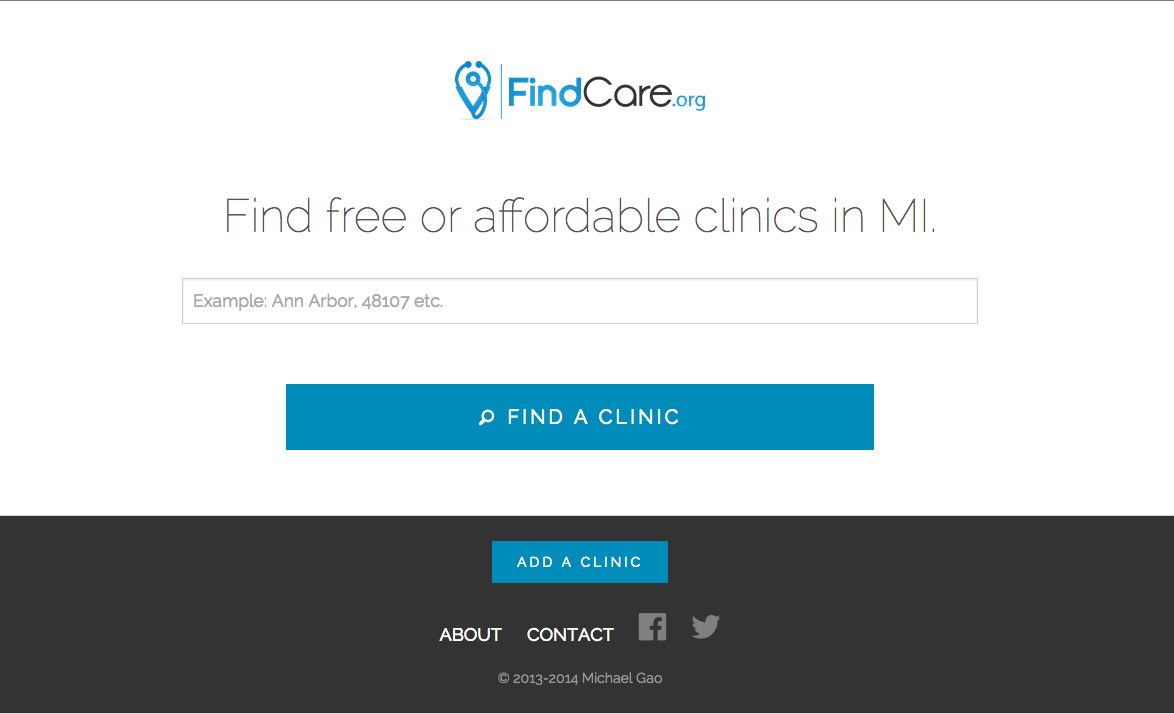 FindCare.org
Find free or affordable clinics in MI.
Example: Ann Arbor, 48107 etc.
FIND A CLINIC
ADD A CLINIC
ABOUT CONTACT
© 2013-2014 Michael Gao